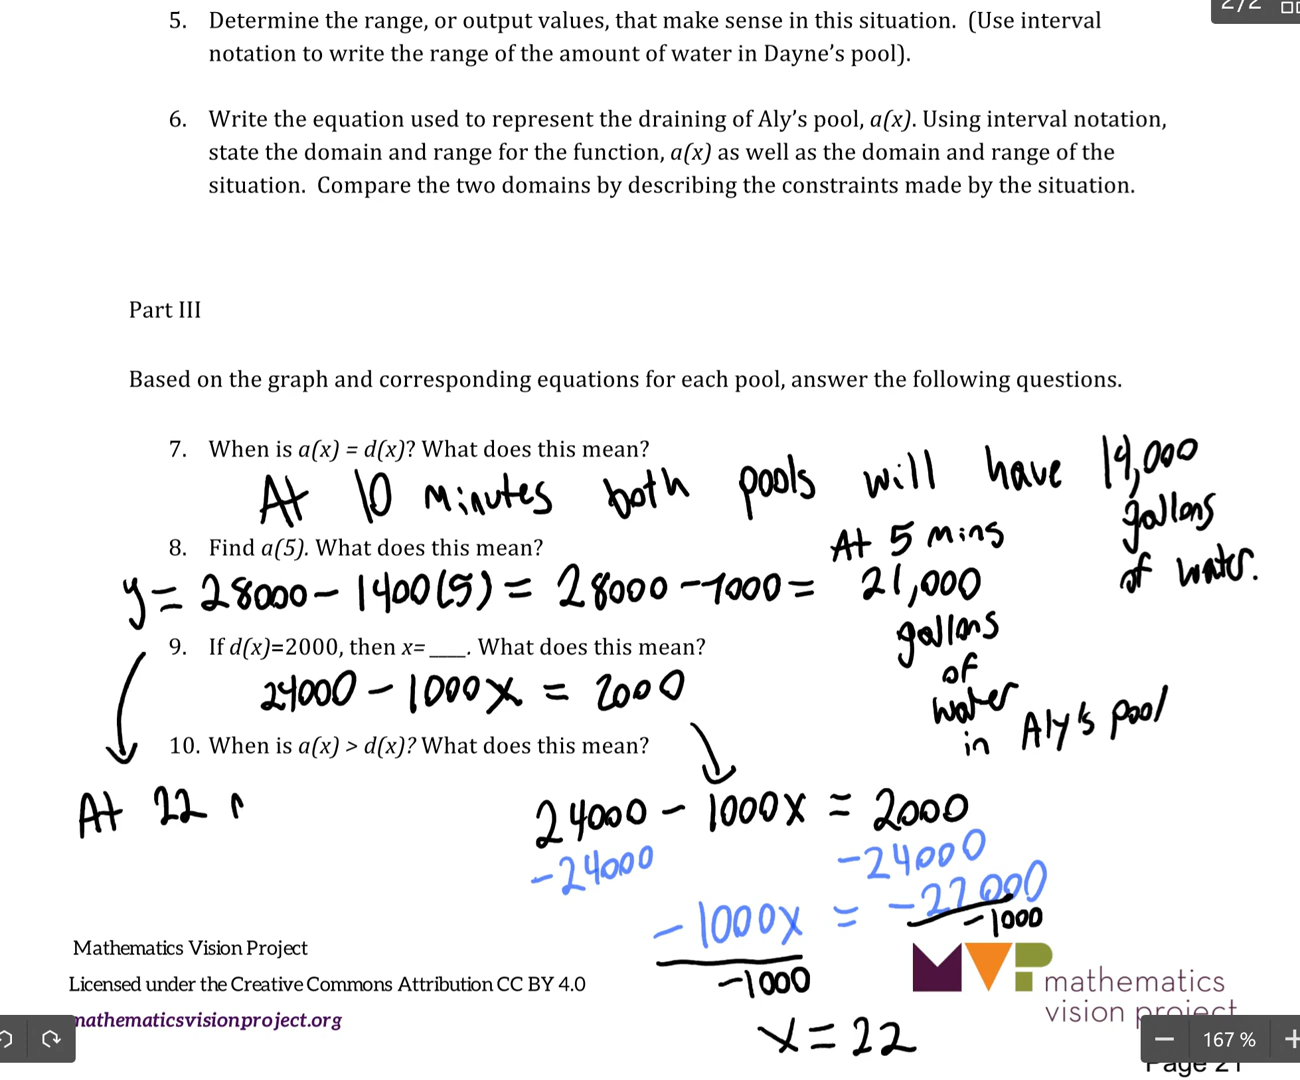 2 / 2
5. Determine the range, or output values, that make sense in this situation. (Use interval
notation to write the range of the amount of water in Dayne’s pool).
6. Write the equation used to represent the draining of Aly’s pool, a(x). Using interval notation,
state the domain and range for the function, a(x) as well as the domain and range of the
situation. Compare the two domains by describing the constraints made by the situation.
Part III
Based on the graph and corresponding equations for each pool, answer the following questions.
7. When is a(x) = d(x)? What does this mean?
At 10 minutes both pools will have 14,000
gallons
of water.
8. Find a(5). What does this mean?
At 5 mins
y = 28000 - 1400(5) = 28000 - 7000 = 21,000
gallons
of
water
in Aly's pool
9. If d(x)=2000, then x= ____. What does this mean?
24000 - 1000x = 2000
10. When is a(x) > d(x)? What does this mean?
At 22
24000 - 1000x = 2000
-24000 -24000
-1000x = -22000
-1000 -1000
x = 22
Mathematics Vision Project
Licensed under the Creative Commons Attribution CC BY 4.0
mathematicsvisionproject.org
MVP
mathematics
vision project
167 %
Page 21